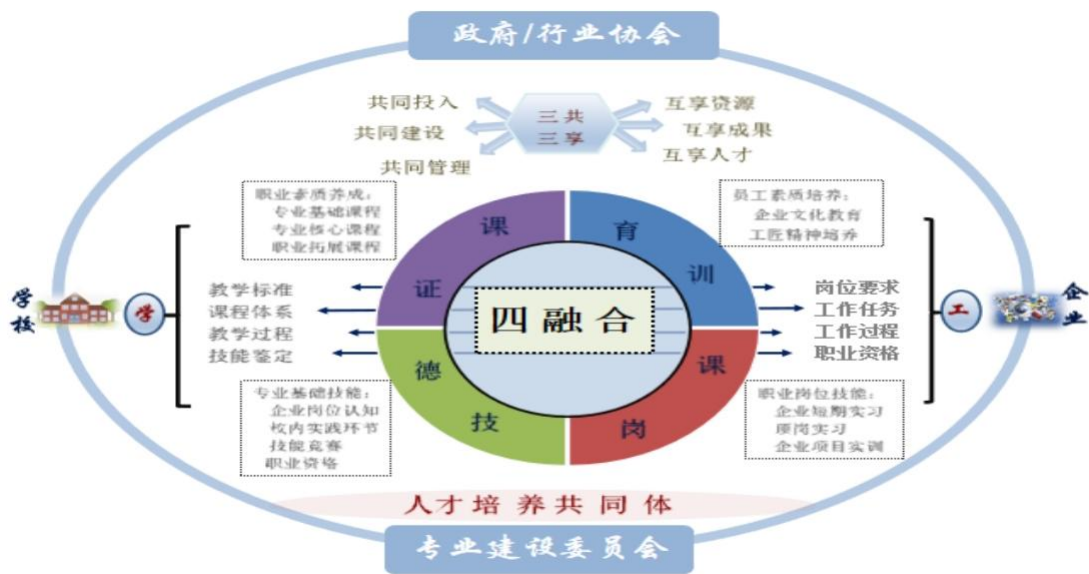 政府/行业协会
共同投入
共同建设
共同管理
三共
三享
互享资源
互享成果
互享人才
职业素质养成：
专业基础课程
专业核心课程
职业拓展课程
员工素质培养：
企业文化教育
工匠精神培养
课
证
育
训
德
技
课
岗
四融合
学校
学
教学标准
课程体系
教学过程
技能鉴定
岗位要求
工作任务
工作过程
职业资格
工
企业
专业基础技能：
企业岗位认知
校内实践环节
技能竞赛
职业资格
职业岗位技能：
企业短期实习
顶岗实习
企业项目实训
人才培养共同体
专业建设委员会